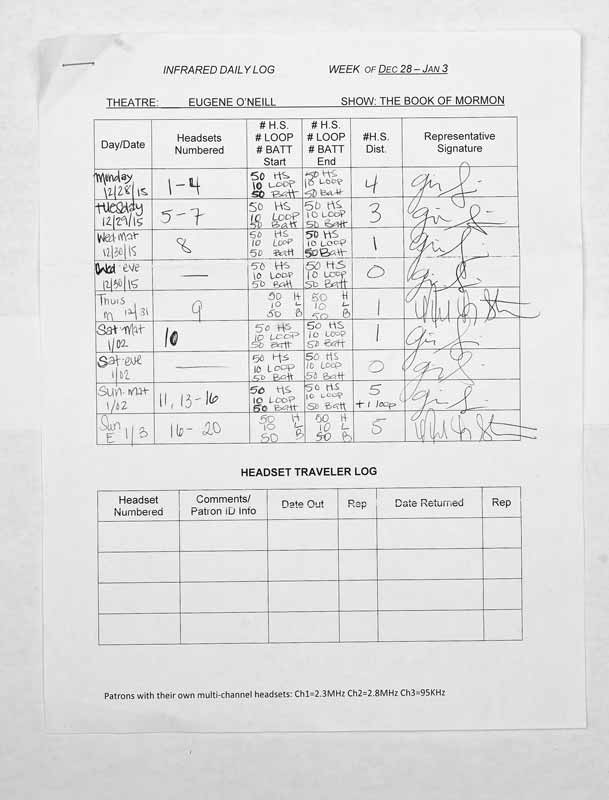 INFRARED DAILY LOG WEEK OF DEC 28 – JAN 3
THEATRE: EUGENE O'NEILL SHOW: THE BOOK OF MORMON
Day/Date Headsets Numbered # H.S. # LOOP # BATT Start # H.S. # LOOP # BATT End #H.S. Dist. Representative Signature
Monday 12/28/15 1-4 50 HS 10 LOOP 50 Batt 50 HS 10 LOOP 50 Batt 4
Tuesday 12/29/15 5-7 50 HS 10 LOOP 50 Batt 50 HS 10 LOOP 50 BATT 3
Wed mat 12/30/15 8 50 HS 10 LOOP 50 BATT 50 HS 10 LOOP 50 Batt 1
Wed eve 12/30/15 — 50 HS 10 LOOP 50 BATT 50 HS 10 LOOP 50 BATT 0
Thurs m 12/31 9 50 H 10 L 50 B 50 H 10 L 50 B 1
Sat mat 1/02 10 50 HS 10 LOOP 50 BATT 50 HS 10 LOOP 50 BATT 1
Sat eve 1/02 — 50 HS 10 LOOP 50 BATT 50 HS 10 LOOP 50 Batt 0
Sun mat 1/02 11, 13-16 50 HS 10 LOOP 50 Batt 50 HS 10 LOOP 50 Batt 5 +1 loop
Sun E 1/3 16-20 50 H 10 L 50 B 50 H 10 L 50 B 5
HEADSET TRAVELER LOG
Headset Numbered Comments/ Patron ID Info Date Out Rep Date Returned Rep
Patrons with their own multi-channel headsets: Ch1=2.3MHz Ch2=2.8MHz Ch3=95KHz